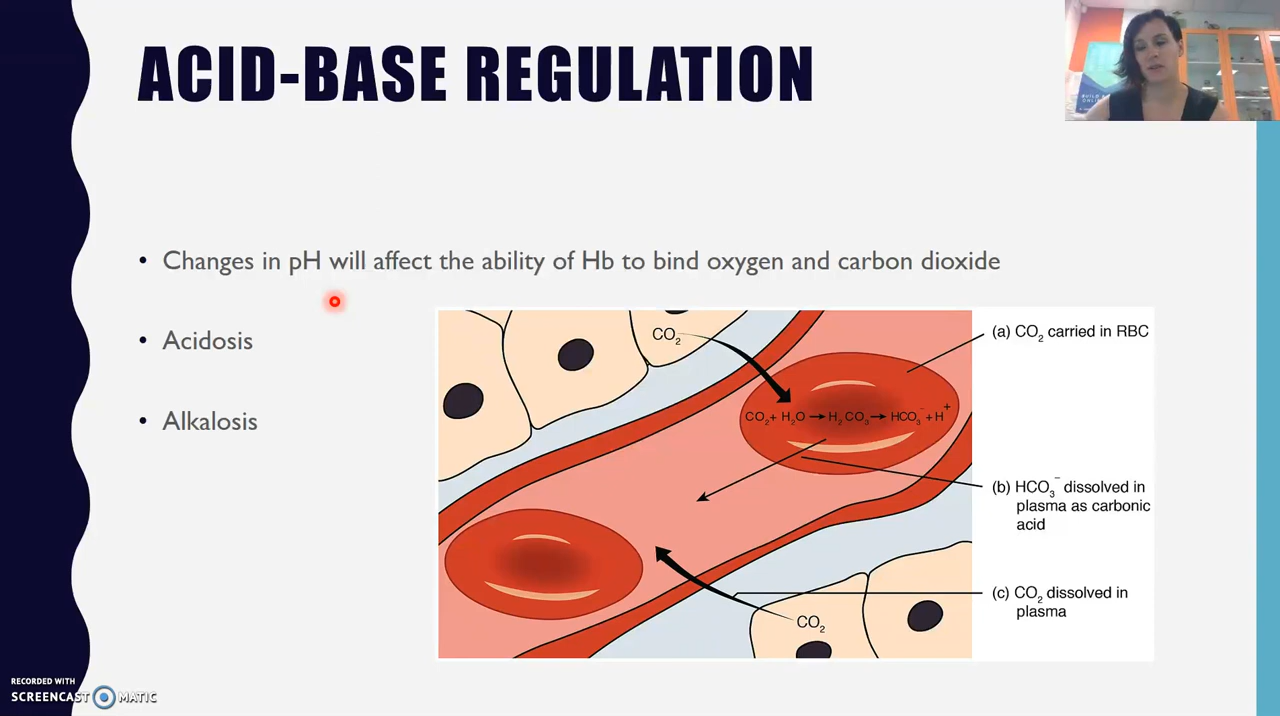 ACID-BASE REGULATION
• Changes in pH will affect the ability of Hb to bind oxygen and carbon dioxide
• Acidosis
• Alkalosis
CO₂
(a) CO₂ carried in RBC
CO₂+ H₂O → H₂CO₃ → HCO₃⁻ + H⁺
(b) HCO₃⁻ dissolved in
plasma as carbonic
acid
(c) CO₂ dissolved in
plasma
CO₂
RECORDED WITH
SCREENCAST MATIC